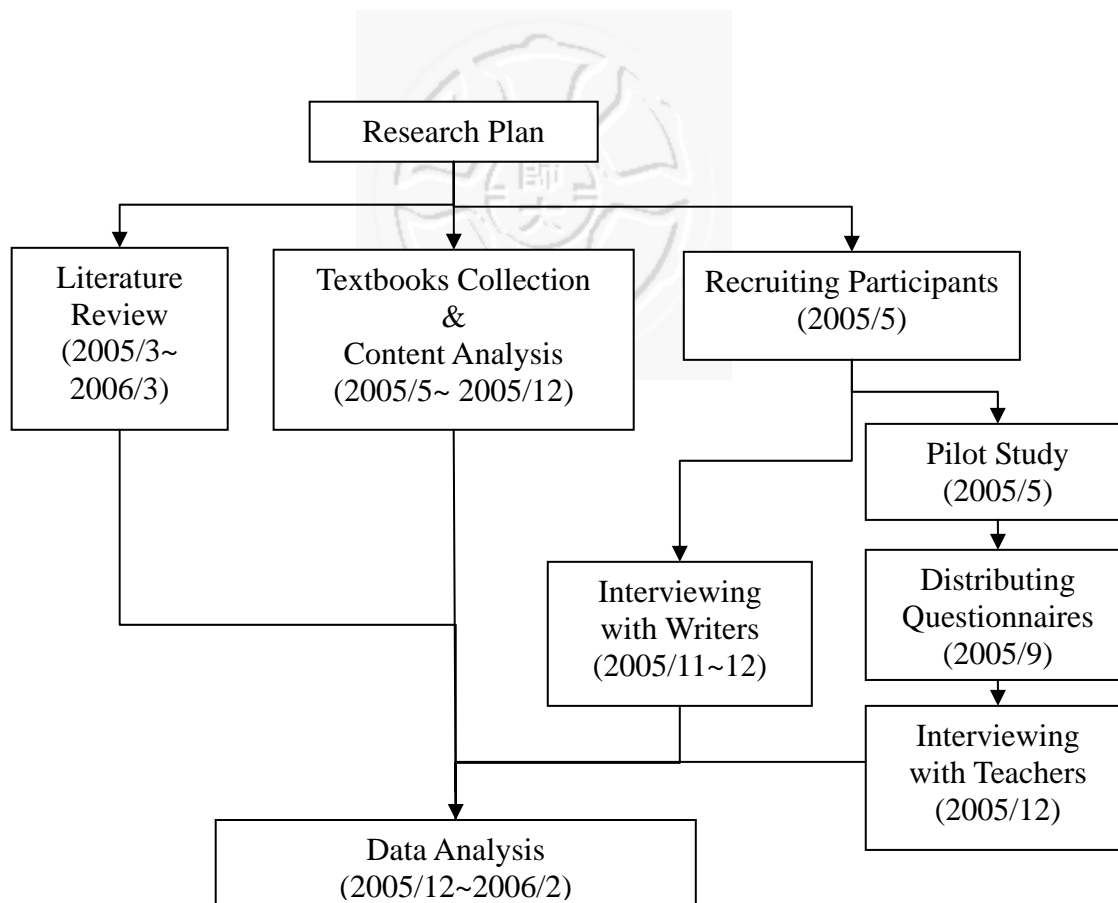 Research Plan
Literature
Review
(2005/3~
2006/3)
Textbooks Collection
&
Content Analysis
(2005/5~ 2005/12)
Recruiting Participants
(2005/5)
Pilot Study
(2005/5)
Distributing
Questionnaires
(2005/9)
Interviewing
with Writers
(2005/11~12)
Interviewing
with Teachers
(2005/12)
Data Analysis
(2005/12~2006/2)
師大